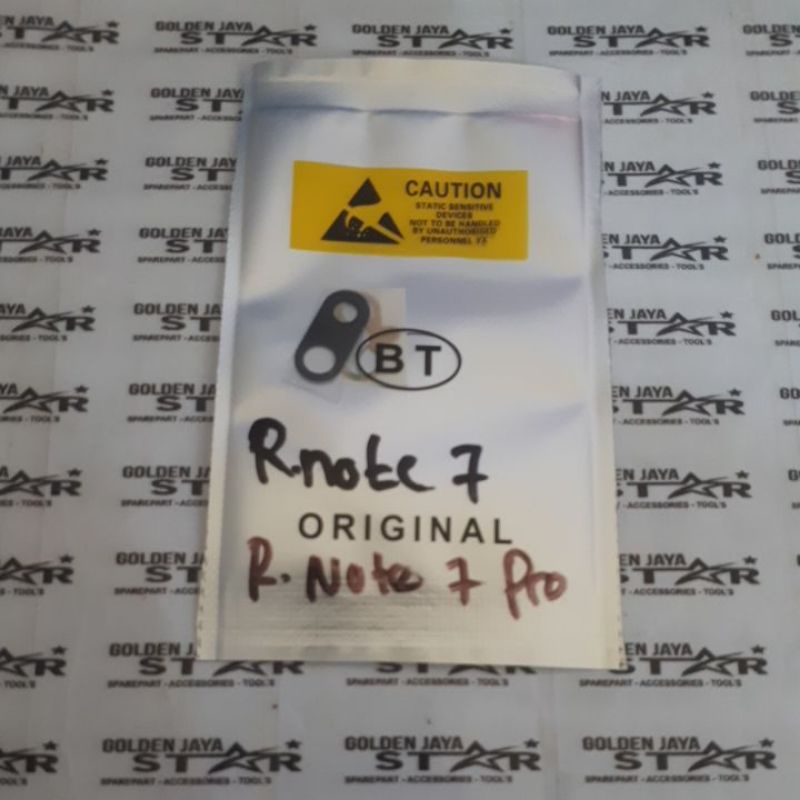 GOLDEN JAYA
STAR
SPAREPART - ACCESSORIES - TOOL'S
CAUTION
STATIC SENSITIVE
DEVICES
NOT TO BE HANDLED
BY UNAUTHORISED
PERSONNEL
BT
R.note 7
ORIGINAL
R. Note 7 Pro